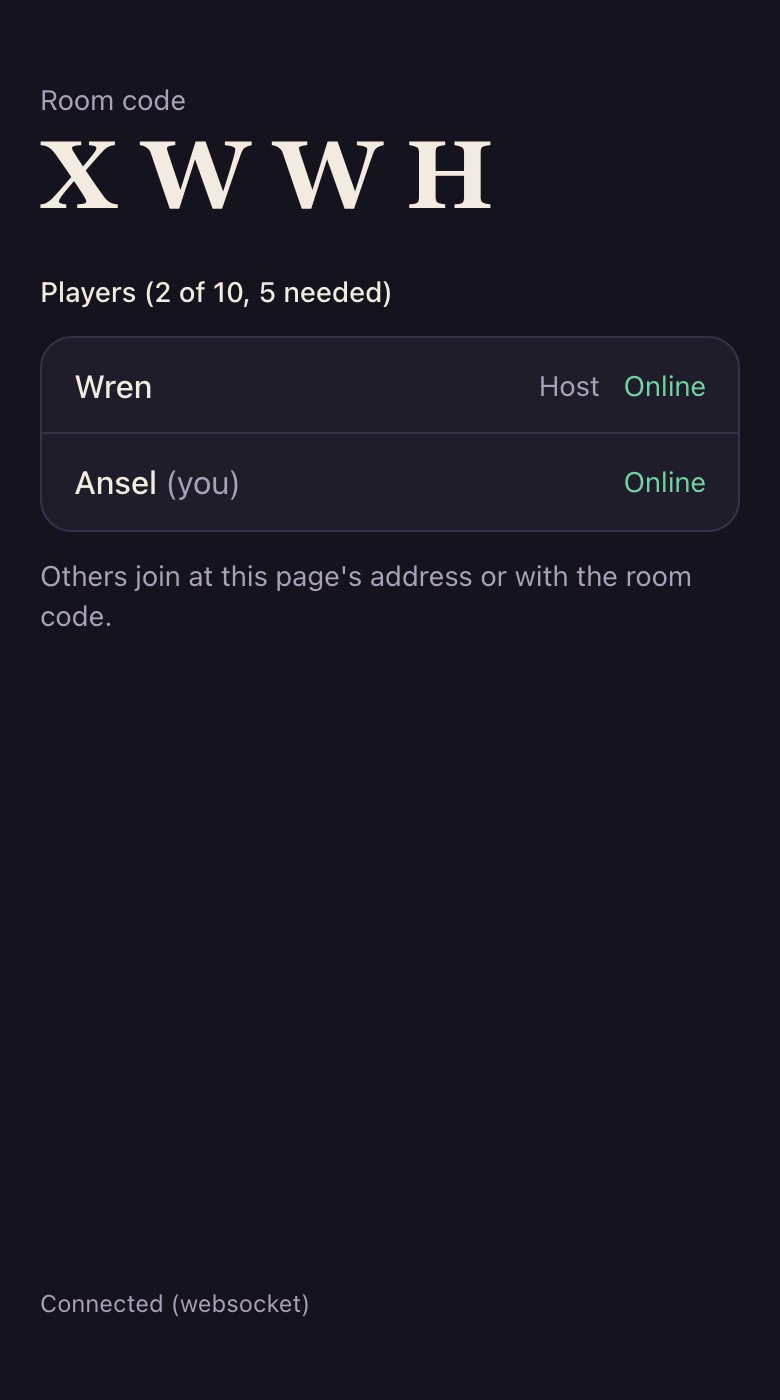 Room code
XWWH
Players (2 of 10, 5 needed)
Wren Host Online
Ansel (you) Online
Others join at this page's address or with the room
code.
Connected (websocket)